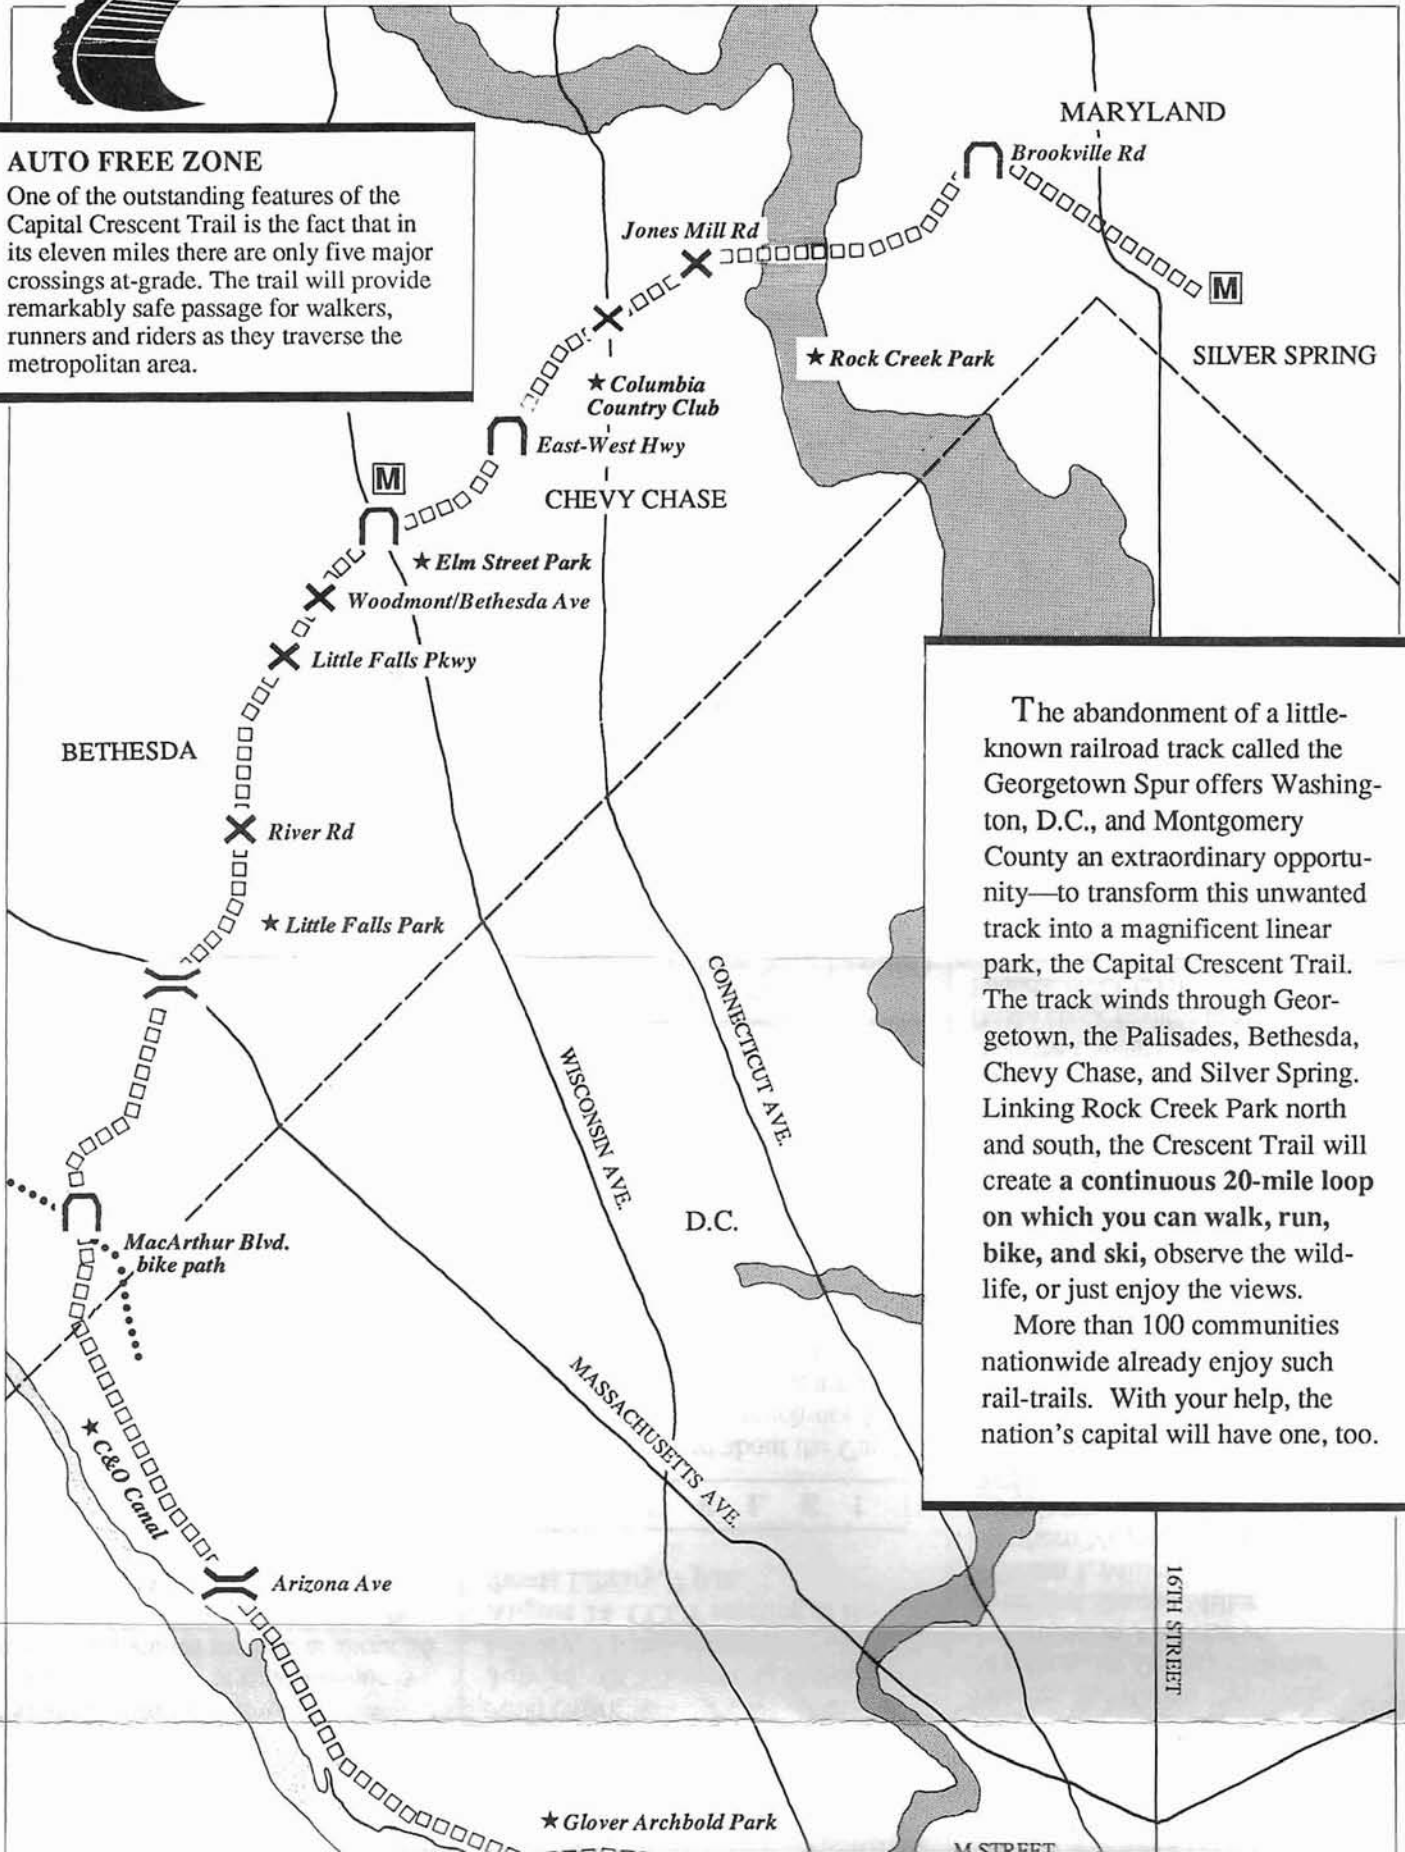 AUTO FREE ZONE
One of the outstanding features of the
Capital Crescent Trail is the fact that in
its eleven miles there are only five major
crossings at-grade. The trail will provide
remarkably safe passage for walkers,
runners and riders as they traverse the
metropolitan area.
MARYLAND
Brookville Rd
Jones Mill Rd
M
SILVER SPRING
★ Rock Creek Park
★ Columbia
Country Club
East-West Hwy
M
CHEVY CHASE
★ Elm Street Park
Woodmont/Bethesda Ave
Little Falls Pkwy
BETHESDA
River Rd
★ Little Falls Park
CONNECTICUT AVE.
WISCONSIN AVE.
D.C.
MacArthur Blvd.
bike path
MASSACHUSETTS AVE.
★ C&O Canal
Arizona Ave
16TH STREET
★ Glover Archbold Park
M STREET
The abandonment of a little-
known railroad track called the
Georgetown Spur offers Washing-
ton, D.C., and Montgomery
County an extraordinary opportu-
nity—to transform this unwanted
track into a magnificent linear
park, the Capital Crescent Trail.
The track winds through Geor-
getown, the Palisades, Bethesda,
Chevy Chase, and Silver Spring.
Linking Rock Creek Park north
and south, the Crescent Trail will
create a continuous 20-mile loop
on which you can walk, run,
bike, and ski, observe the wild-
life, or just enjoy the views.
More than 100 communities
nationwide already enjoy such
rail-trails. With your help, the
nation's capital will have one, too.